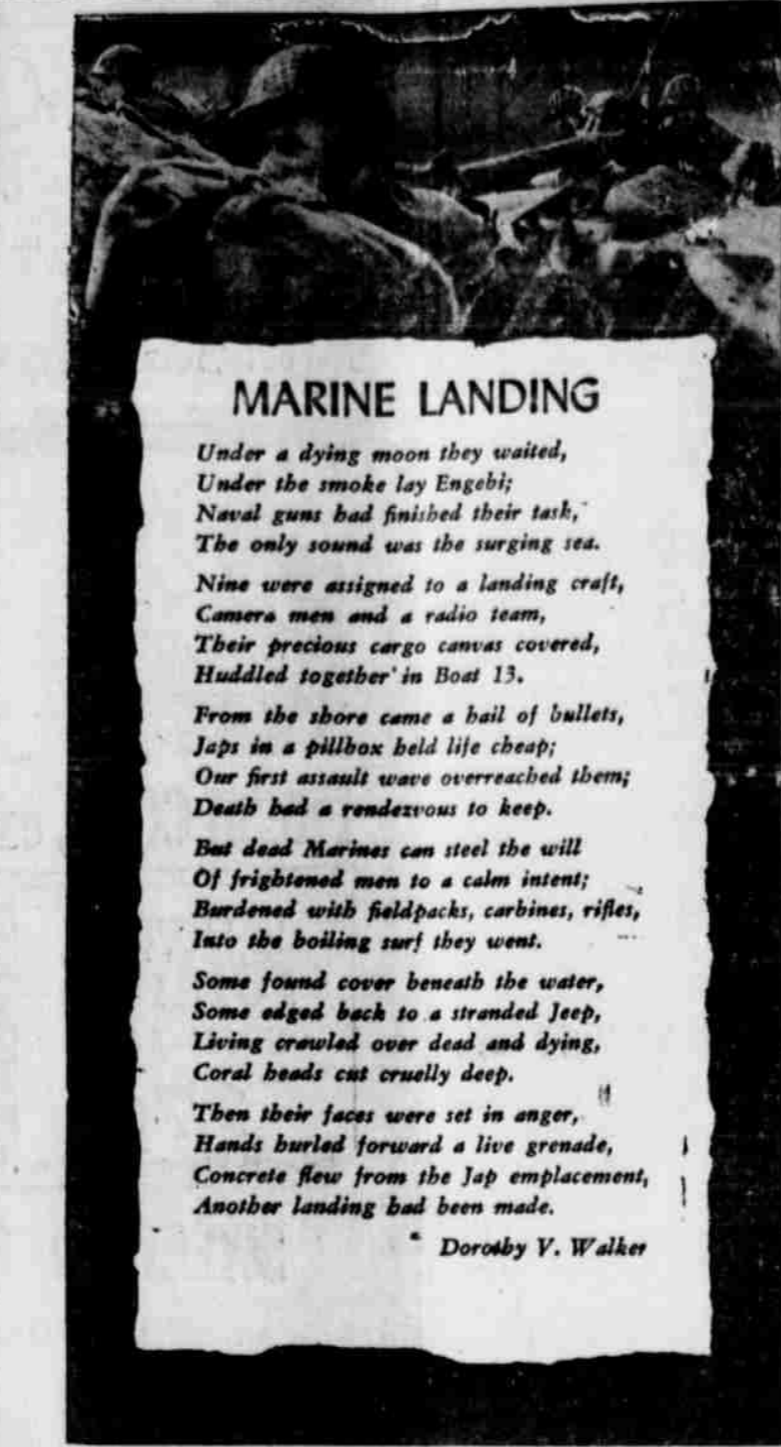 MARINE LANDING
Under a dying moon they waited,
Under the smoke lay Engebi;
Naval guns had finished their task,
The only sound was the surging sea.
Nine were assigned to a landing craft,
Camera men and a radio team,
Their precious cargo canvas covered,
Huddled together in Boat 13.
From the shore came a hail of bullets,
Japs in a pillbox held life cheap;
Our first assault wave overreached them;
Death had a rendezvous to keep.
But dead Marines can steel the will
Of frightened men to a calm intent;
Burdened with fieldpacks, carbines, rifles,
Into the boiling surf they went.
Some found cover beneath the water,
Some edged back to a stranded Jeep,
Living crawled over dead and dying,
Coral heads cut cruelly deep.
Then their faces were set in anger,
Hands hurled forward a live grenade,
Concrete flew from the Jap emplacement,
Another landing had been made.
Dorothy V. Walker